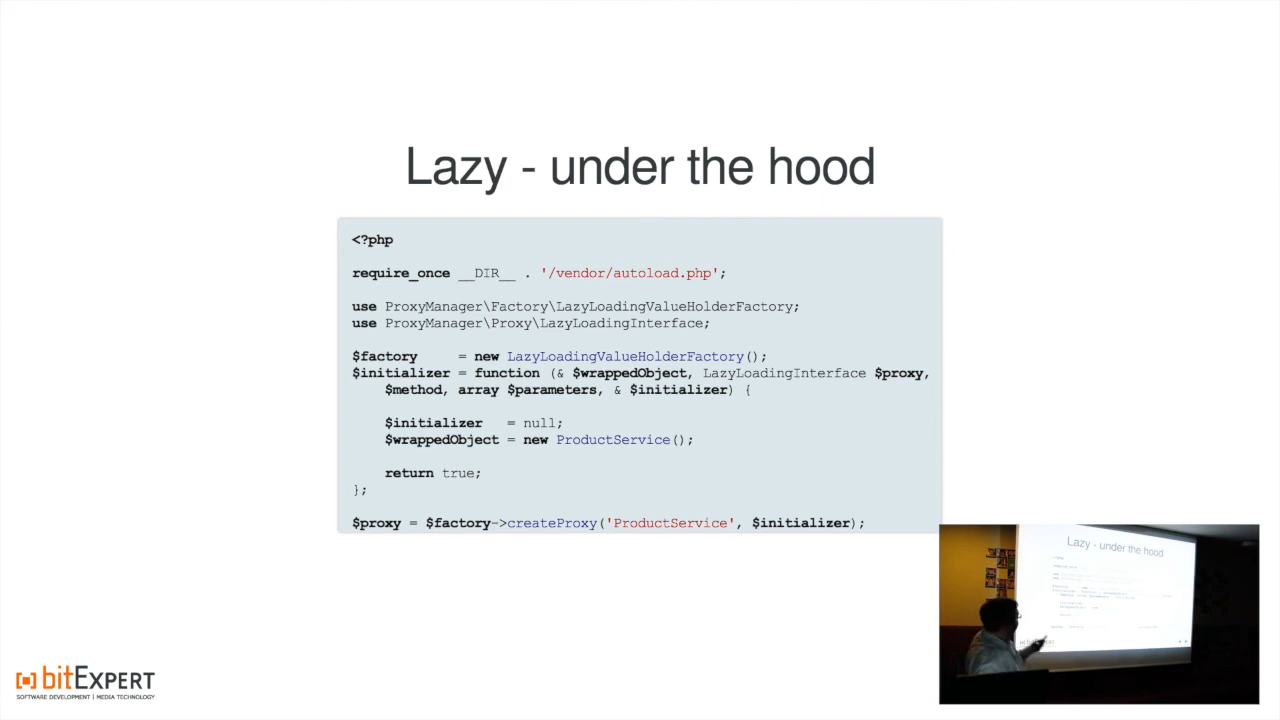 Lazy - under the hood
<?php
require_once __DIR__ . '/vendor/autoload.php';
use ProxyManager\Factory\LazyLoadingValueHolderFactory;
use ProxyManager\Proxy\LazyLoadingInterface;
$factory     = new LazyLoadingValueHolderFactory();
$initializer = function (& $wrappedObject, LazyLoadingInterface $proxy,
    $method, array $parameters, & $initializer) {
    $initializer   = null;
    $wrappedObject = new ProductService();
    return true;
};
$proxy = $factory->createProxy('ProductService', $initializer);
Lazy - under the hood
bitExpert
SOFTWARE DEVELOPMENT | MEDIA TECHNOLOGY